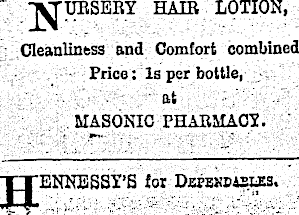 NURSERY HAIR LOTION,
Cleanliness and Comfort combined
Price: 1s per bottle,
at
MASONIC PHARMACY.
HENNESSY'S for DEPENDABLES.